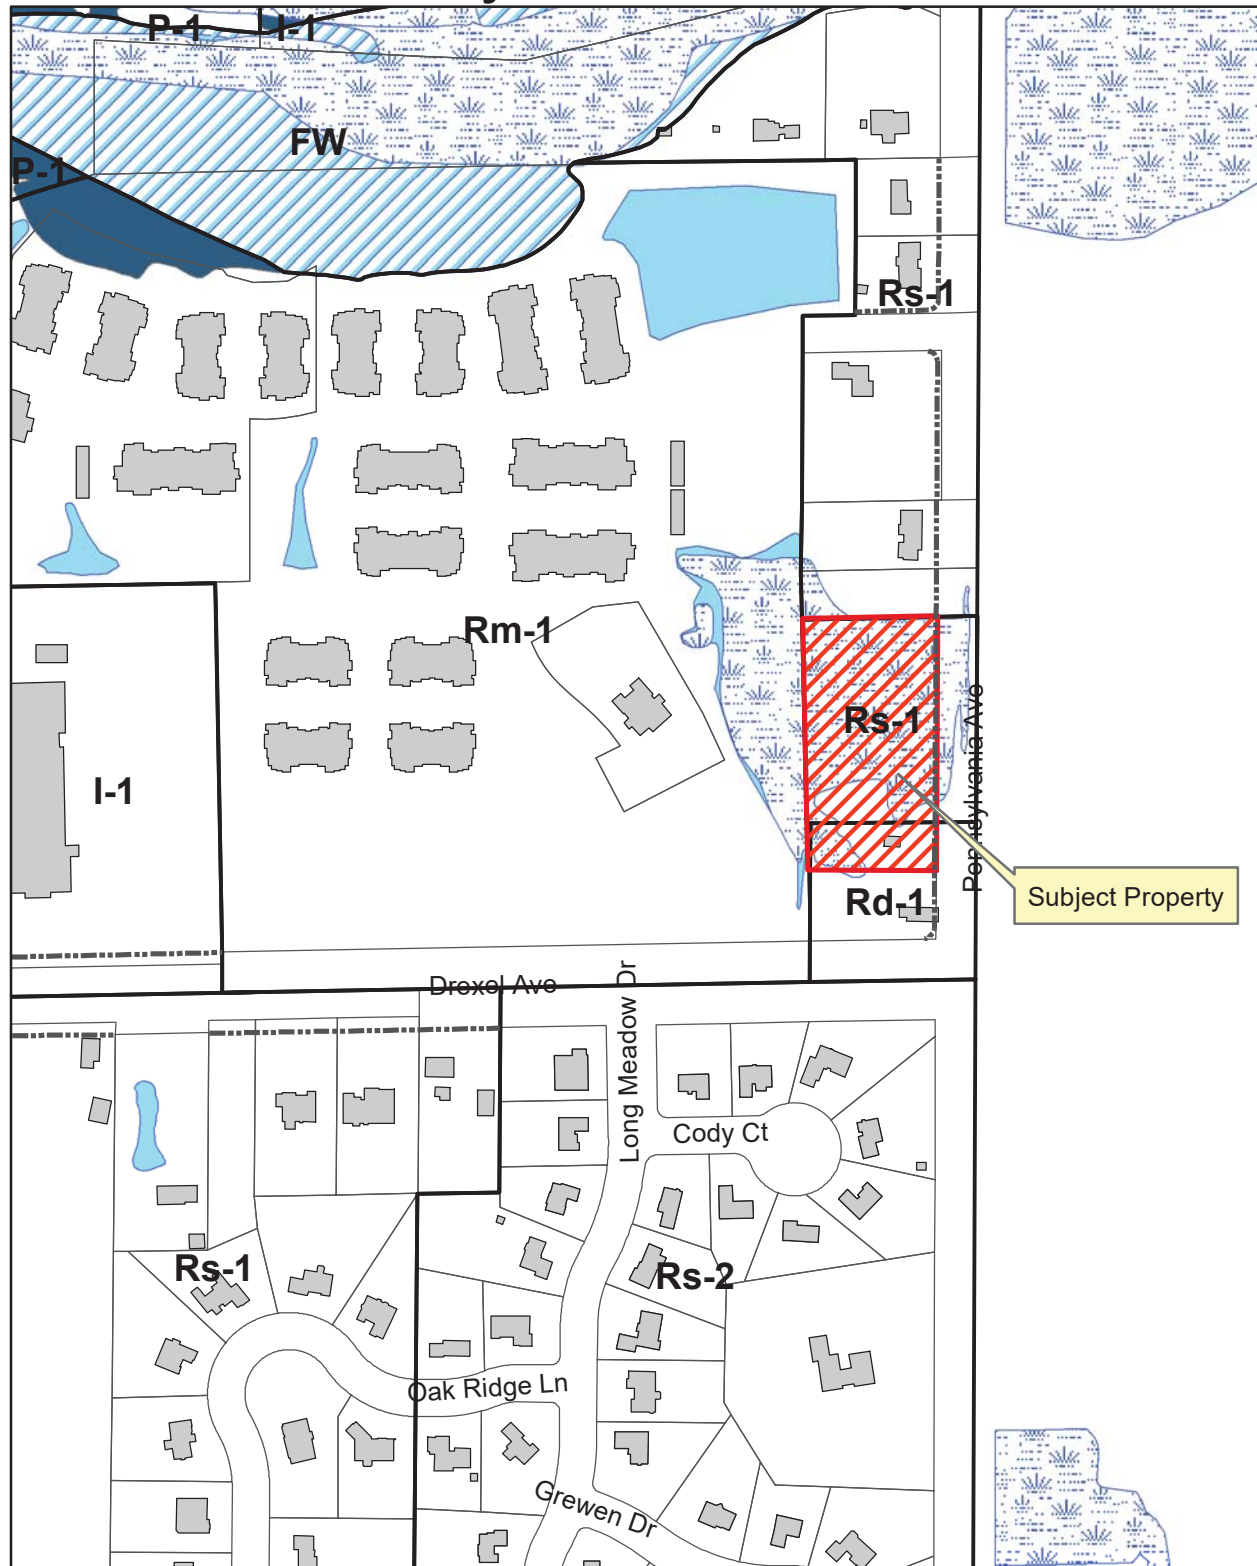 P-1
I-1
FW
P-1
Rs-1
Rm-1
Rs-1
Pennsylvania Ave
I-1
Subject Property
Rd-1
Drexel Ave
Long Meadow Dr
Cody Ct
Rs-1
Rs-2
Oak Ridge Ln
Grewen Dr